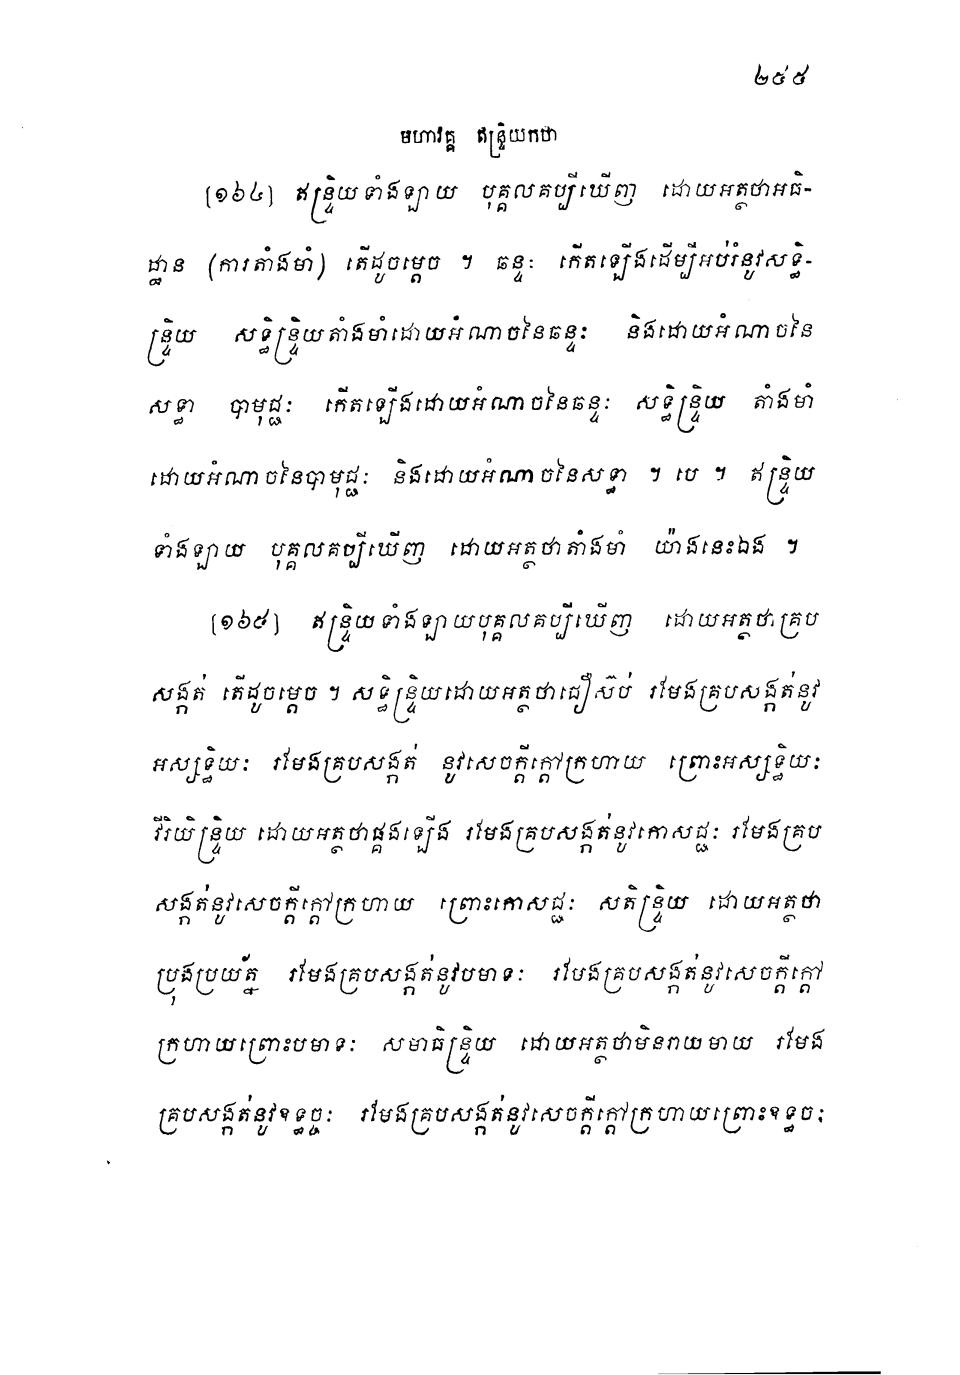 ២៥៥
មហាវគ្គ ឥន្ទ្រិយកថា
[១៦៤] ឥន្ទ្រិយទាំងឡាយ បុគ្គលគប្បីឃើញ ដោយអត្ថថាអធិ-
ដ្ឋាន (ការតាំងមាំ) តើដូចម្តេច ។ ឆន្ទៈ កើតឡើងដើម្បីអប់រំនូវសទ្ធិ-
ន្ទ្រិយ សទ្ធិន្ទ្រិយតាំងមាំដោយអំណាចនៃឆន្ទៈ និងដោយអំណាចនៃ
សទ្ធា បាមុជ្ជៈ កើតឡើងដោយអំណាចនៃឆន្ទៈ សទ្ធិន្ទ្រិយ តាំងមាំ
ដោយអំណាចនៃបាមុជ្ជៈ និងដោយអំណាចនៃសទ្ធា ។ បេ ។ ឥន្ទ្រិយ
ទាំងឡាយ បុគ្គលគប្បីឃើញ ដោយអត្ថថាតាំងមាំ យ៉ាងនេះឯង ។
[១៦៥] ឥន្ទ្រិយទាំងឡាយបុគ្គលគប្បីឃើញ ដោយអត្ថថាគ្រប
សង្កត់ តើដូចម្តេច ។ សទ្ធិន្ទ្រិយដោយអត្ថថាជឿស៊ប់ រមែងគ្របសង្កត់នូវ
អស្សទ្ធិយៈ រមែងគ្របសង្កត់ នូវសេចក្តីក្តៅក្រហាយ ព្រោះអស្សទ្ធិយៈ
វីរិយិន្ទ្រិយ ដោយអត្ថថាផ្គងឡើង រមែងគ្របសង្កត់នូវកោសជ្ជៈ រមែងគ្រប
សង្កត់នូវសេចក្តីក្តៅក្រហាយ ព្រោះកោសជ្ជៈ សតិន្ទ្រិយ ដោយអត្ថថា
ប្រុងប្រយ័ត្ន រមែងគ្របសង្កត់នូវបមាទៈ រមែងគ្របសង្កត់នូវសេចក្តីក្តៅ
ក្រហាយព្រោះបមាទៈ សមាធិន្ទ្រិយ ដោយអត្ថថាមិនរាយមាយ រមែង
គ្របសង្កត់នូវឧទ្ធច្ចៈ រមែងគ្របសង្កត់នូវសេចក្តីក្តៅក្រហាយព្រោះឧទ្ធច្ចៈ